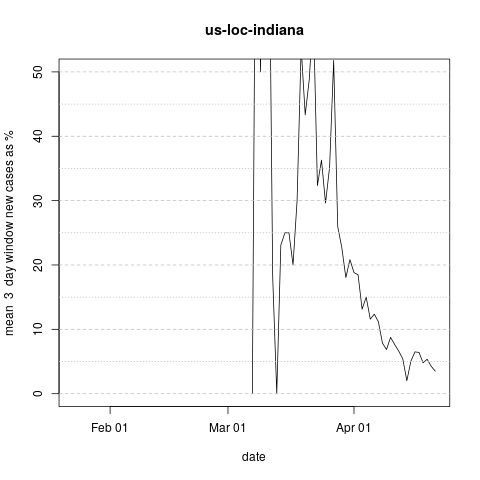 us-loc-indiana
mean 3 day window new cases as %
50
40
30
20
10
0
Feb 01
Mar 01
Apr 01
date